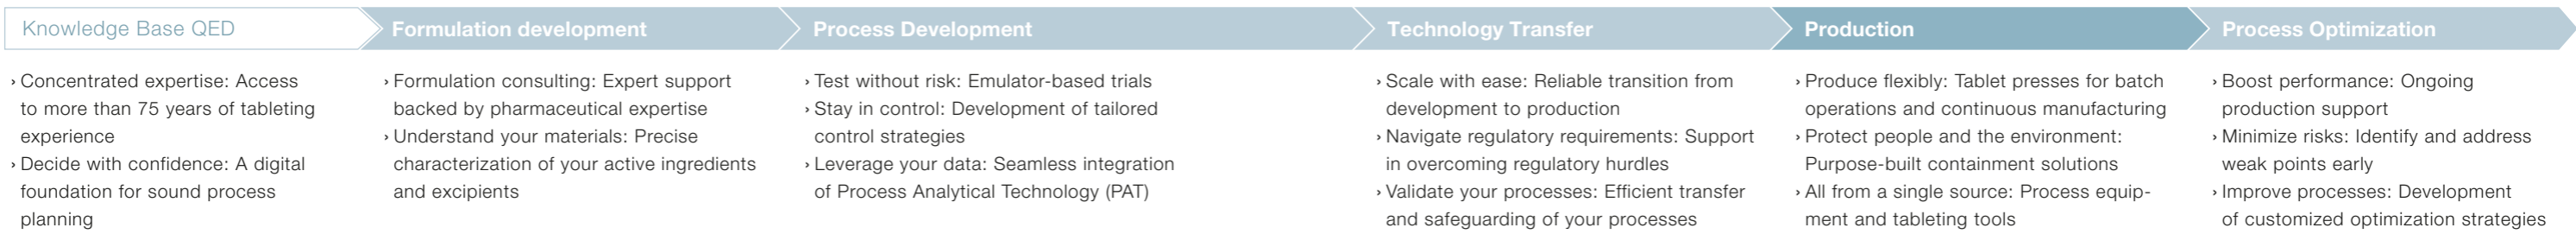 Knowledge Base QED
› Concentrated expertise: Access
to more than 75 years of tableting
experience
› Decide with confidence: A digital
foundation for sound process
planning
Formulation development
› Formulation consulting: Expert support
backed by pharmaceutical expertise
› Understand your materials: Precise
characterization of your active ingredients
and excipients
Process Development
› Test without risk: Emulator-based trials
› Stay in control: Development of tailored
control strategies
› Leverage your data: Seamless integration
of Process Analytical Technology (PAT)
Technology Transfer
› Scale with ease: Reliable transition from
development to production
› Navigate regulatory requirements: Support
in overcoming regulatory hurdles
› Validate your processes: Efficient transfer
and safeguarding of your processes
Production
› Produce flexibly: Tablet presses for batch
operations and continuous manufacturing
› Protect people and the environment:
Purpose-built containment solutions
› All from a single source: Process equip-
ment and tableting tools
Process Optimization
› Boost performance: Ongoing
production support
› Minimize risks: Identify and address
weak points early
› Improve processes: Development
of customized optimization strategies